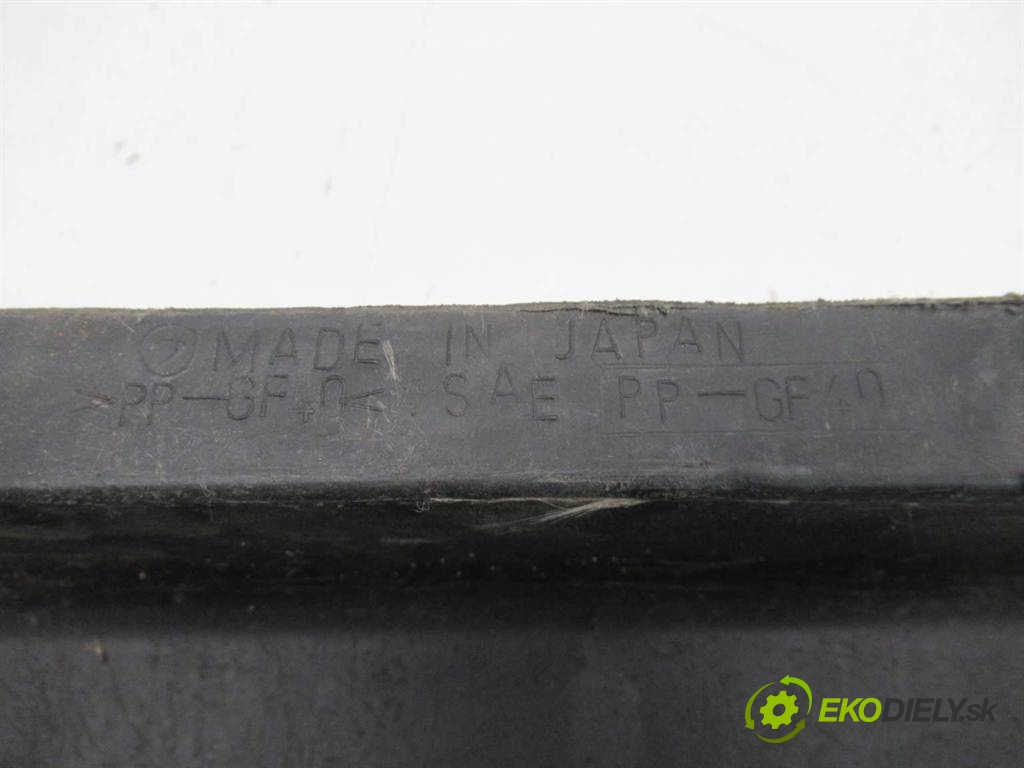 MADE IN JAPAN
>PP-GF40< SAE PP-GF40
EKODIELY.sk